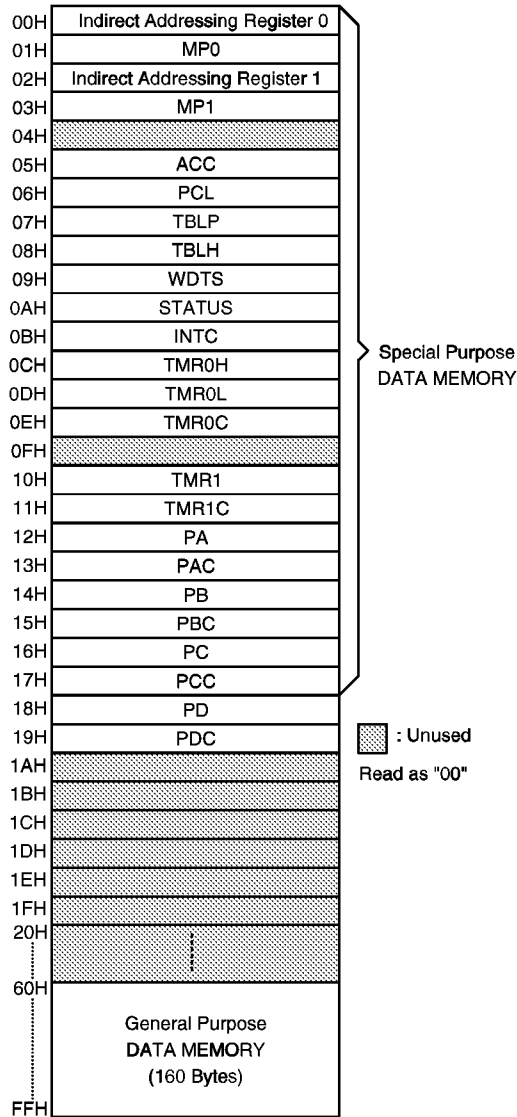 00H Indirect Addressing Register 0
01H MP0
02H Indirect Addressing Register 1
03H MP1
04H
05H ACC
06H PCL
07H TBLP
08H TBLH
09H WDTS
0AH STATUS
0BH INTC
0CH TMR0H
0DH TMR0L
0EH TMR0C
0FH
10H TMR1
11H TMR1C
12H PA
13H PAC
14H PB
15H PBC
16H PC
17H PCC
18H PD
19H PDC
1AH
1BH
1CH
1DH
1EH
1FH
20H
60H
General Purpose
DATA MEMORY
(160 Bytes)
FFH
Special Purpose
DATA MEMORY
: Unused
Read as "00"